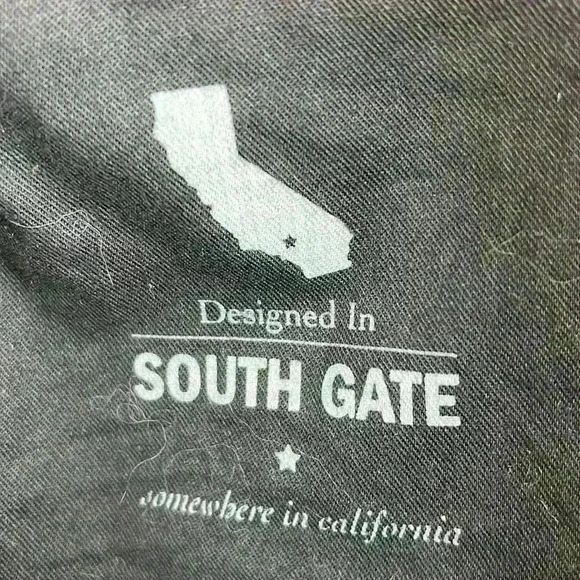 Designed In
SOUTH GATE
somewhere in california